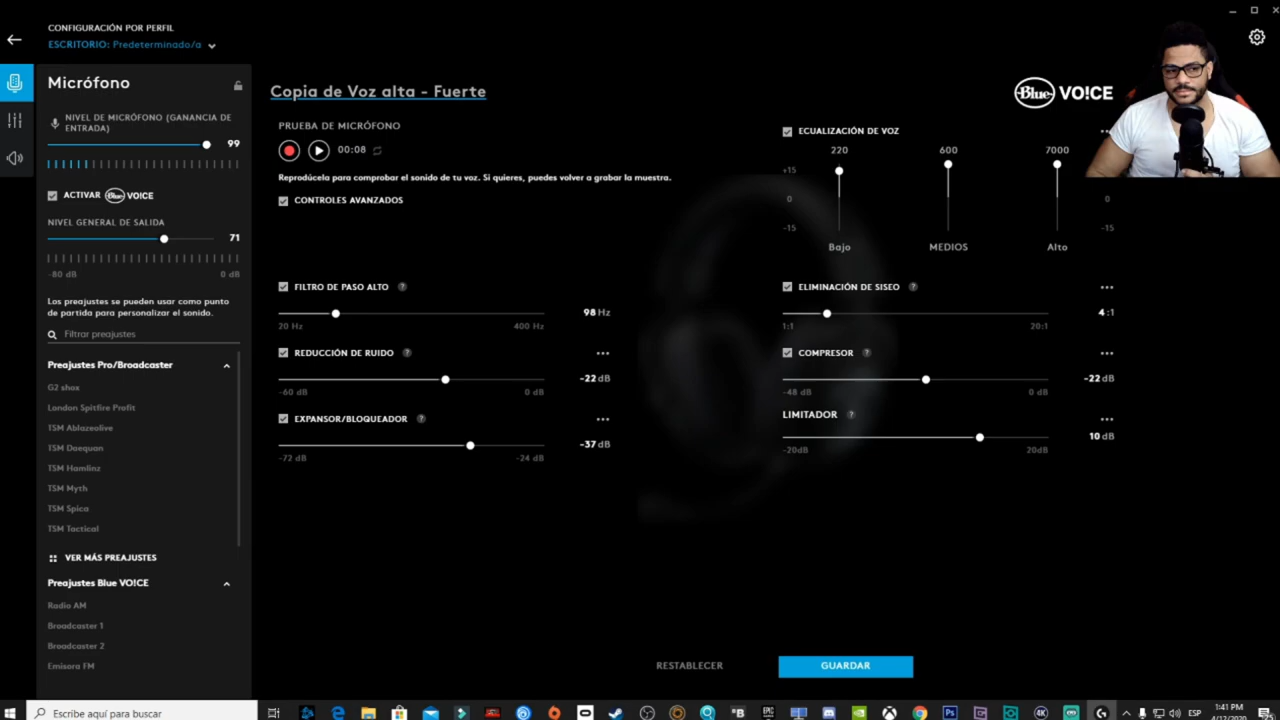 CONFIGURACIÓN POR PERFIL
ESCRITORIO: Predeterminado/a
Micrófono
NIVEL DE MICRÓFONO (GANANCIA DE
ENTRADA)
99
ACTIVAR Blue VO!CE
NIVEL GENERAL DE SALIDA
71
-80 dB 0 dB
Los preajustes se pueden usar como punto
de partida para personalizar el sonido.
Filtrar preajustes
Preajustes Pro/Broadcaster
G2 shox
London Spitfire Profit
TSM Ablazeolive
TSM Daequan
TSM Hamlinz
TSM Myth
TSM Spica
TSM Tactical
VER MÁS PREAJUSTES
Preajustes Blue VO!CE
Radio AM
Broadcaster 1
Broadcaster 2
Emisora FM
Copia de Voz alta - Fuerte
Blue VO!CE
PRUEBA DE MICRÓFONO
00:08
Reprodúcela para comprobar el sonido de tu voz. Si quieres, puedes volver a grabar la muestra.
CONTROLES AVANZADOS
FILTRO DE PASO ALTO ?
98 Hz
20 Hz 400 Hz
REDUCCIÓN DE RUIDO ?
-22 dB
-60 dB 0 dB
EXPANSOR/BLOQUEADOR ?
-37 dB
-72 dB -24 dB
ECUALIZACIÓN DE VOZ
220 600 7000
+15
0 0
-15 -15
Bajo MEDIOS Alto
ELIMINACIÓN DE SISEO ?
4:1
1:1 20:1
COMPRESOR ?
-22 dB
-48 dB 0 dB
LIMITADOR ?
10 dB
-20dB 20dB
RESTABLECER GUARDAR
Escribe aquí para buscar
ESP
1:41 PM